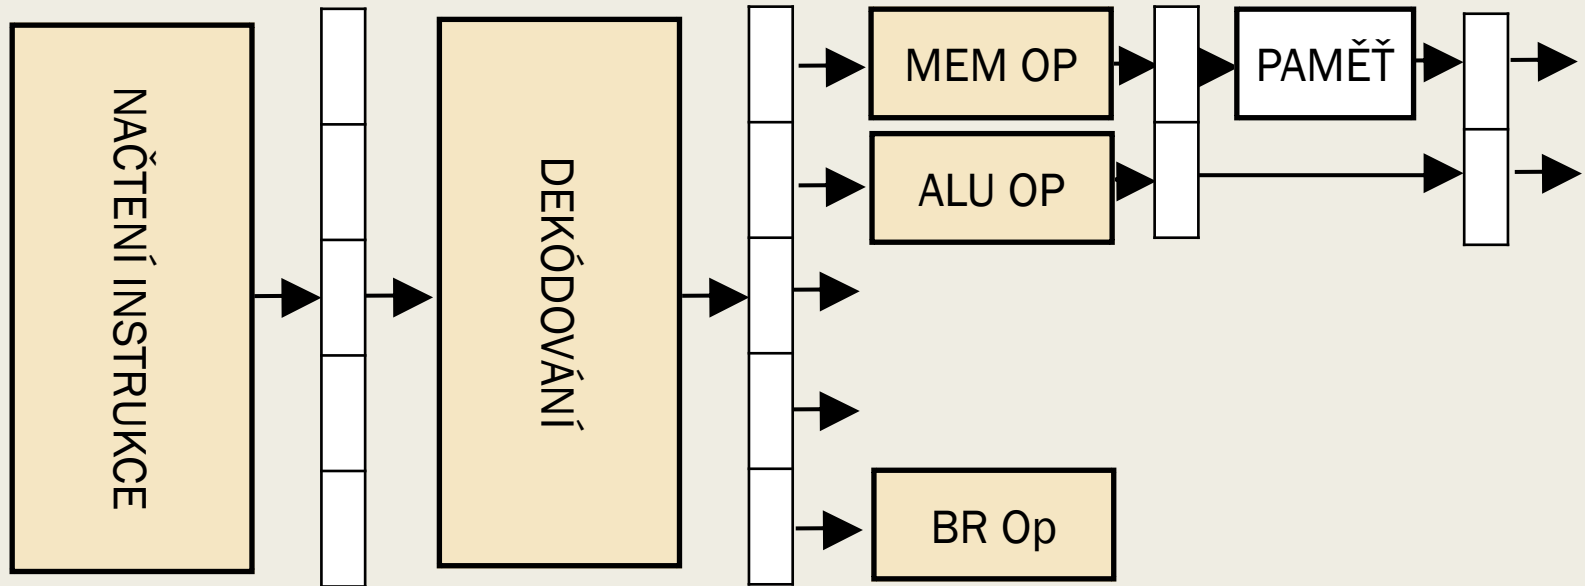 NAČTENÍ INSTRUKCE
DEKÓDOVÁNÍ
MEM OP
PAMĚŤ
ALU OP
BR Op